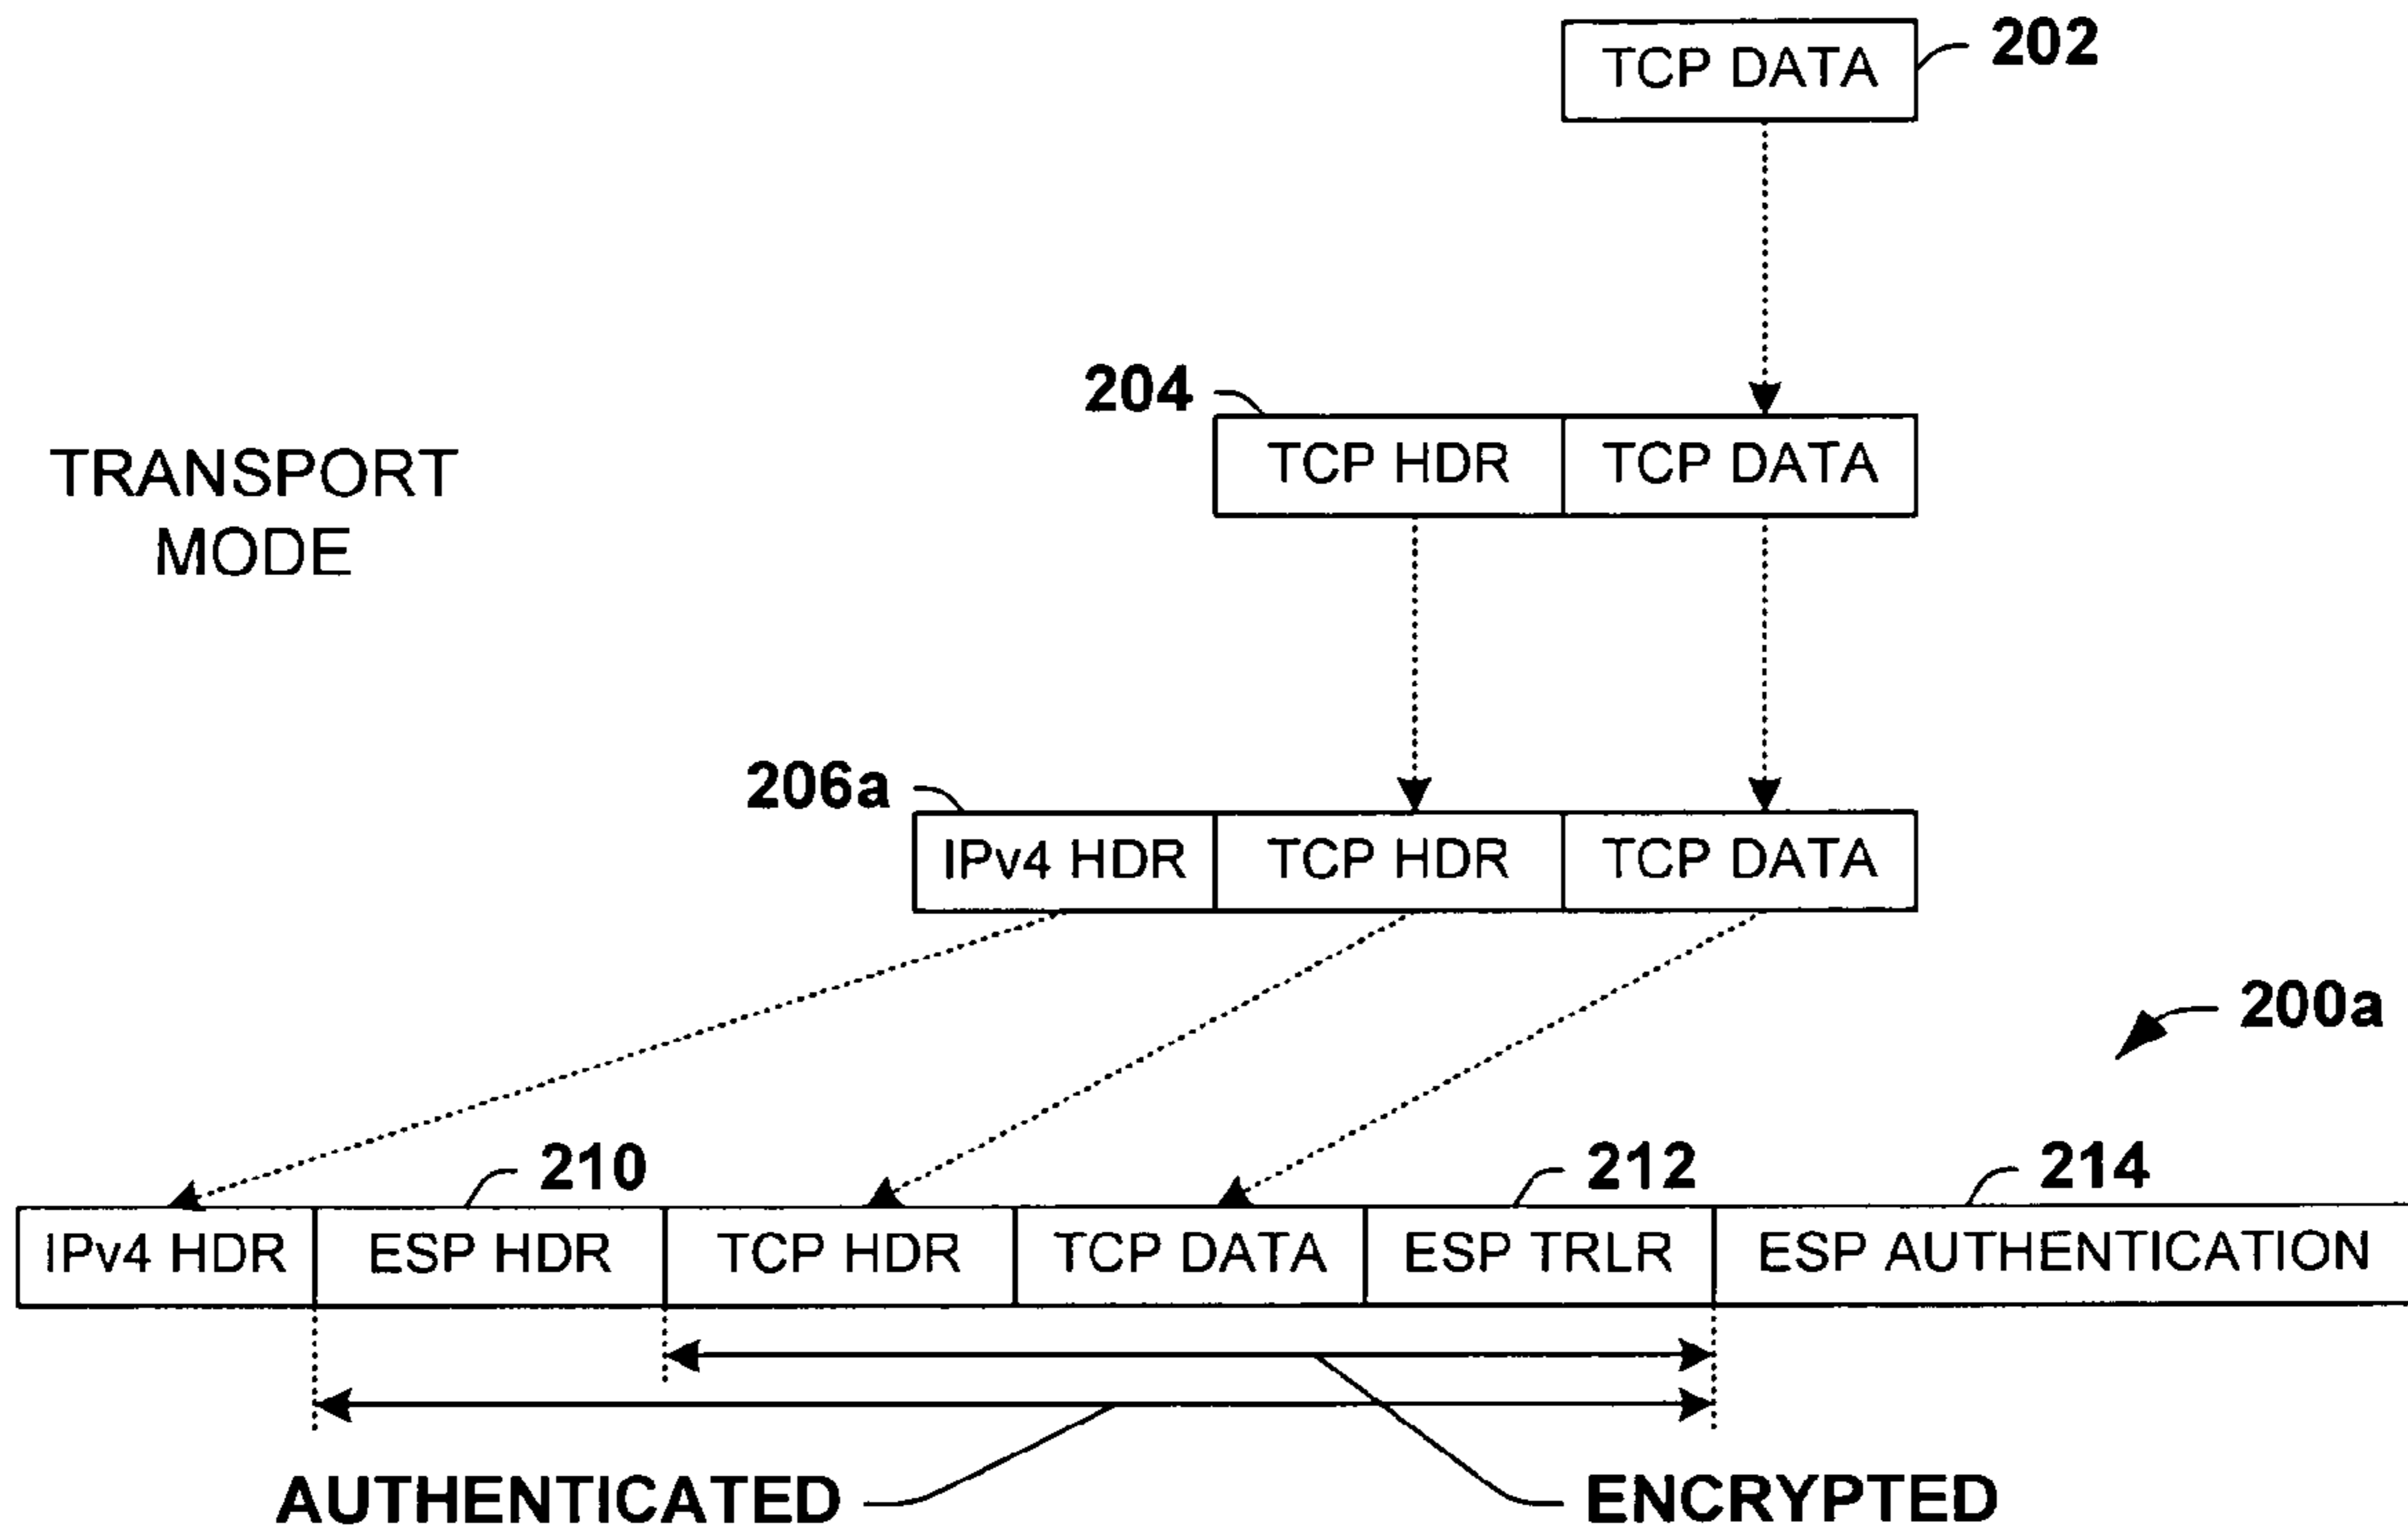 TCP DATA 202
204
TCP HDR TCP DATA
TRANSPORT
MODE
206a
IPv4 HDR TCP HDR TCP DATA
200a
210 212 214
IPv4 HDR ESP HDR TCP HDR TCP DATA ESP TRLR ESP AUTHENTICATION
AUTHENTICATED ENCRYPTED